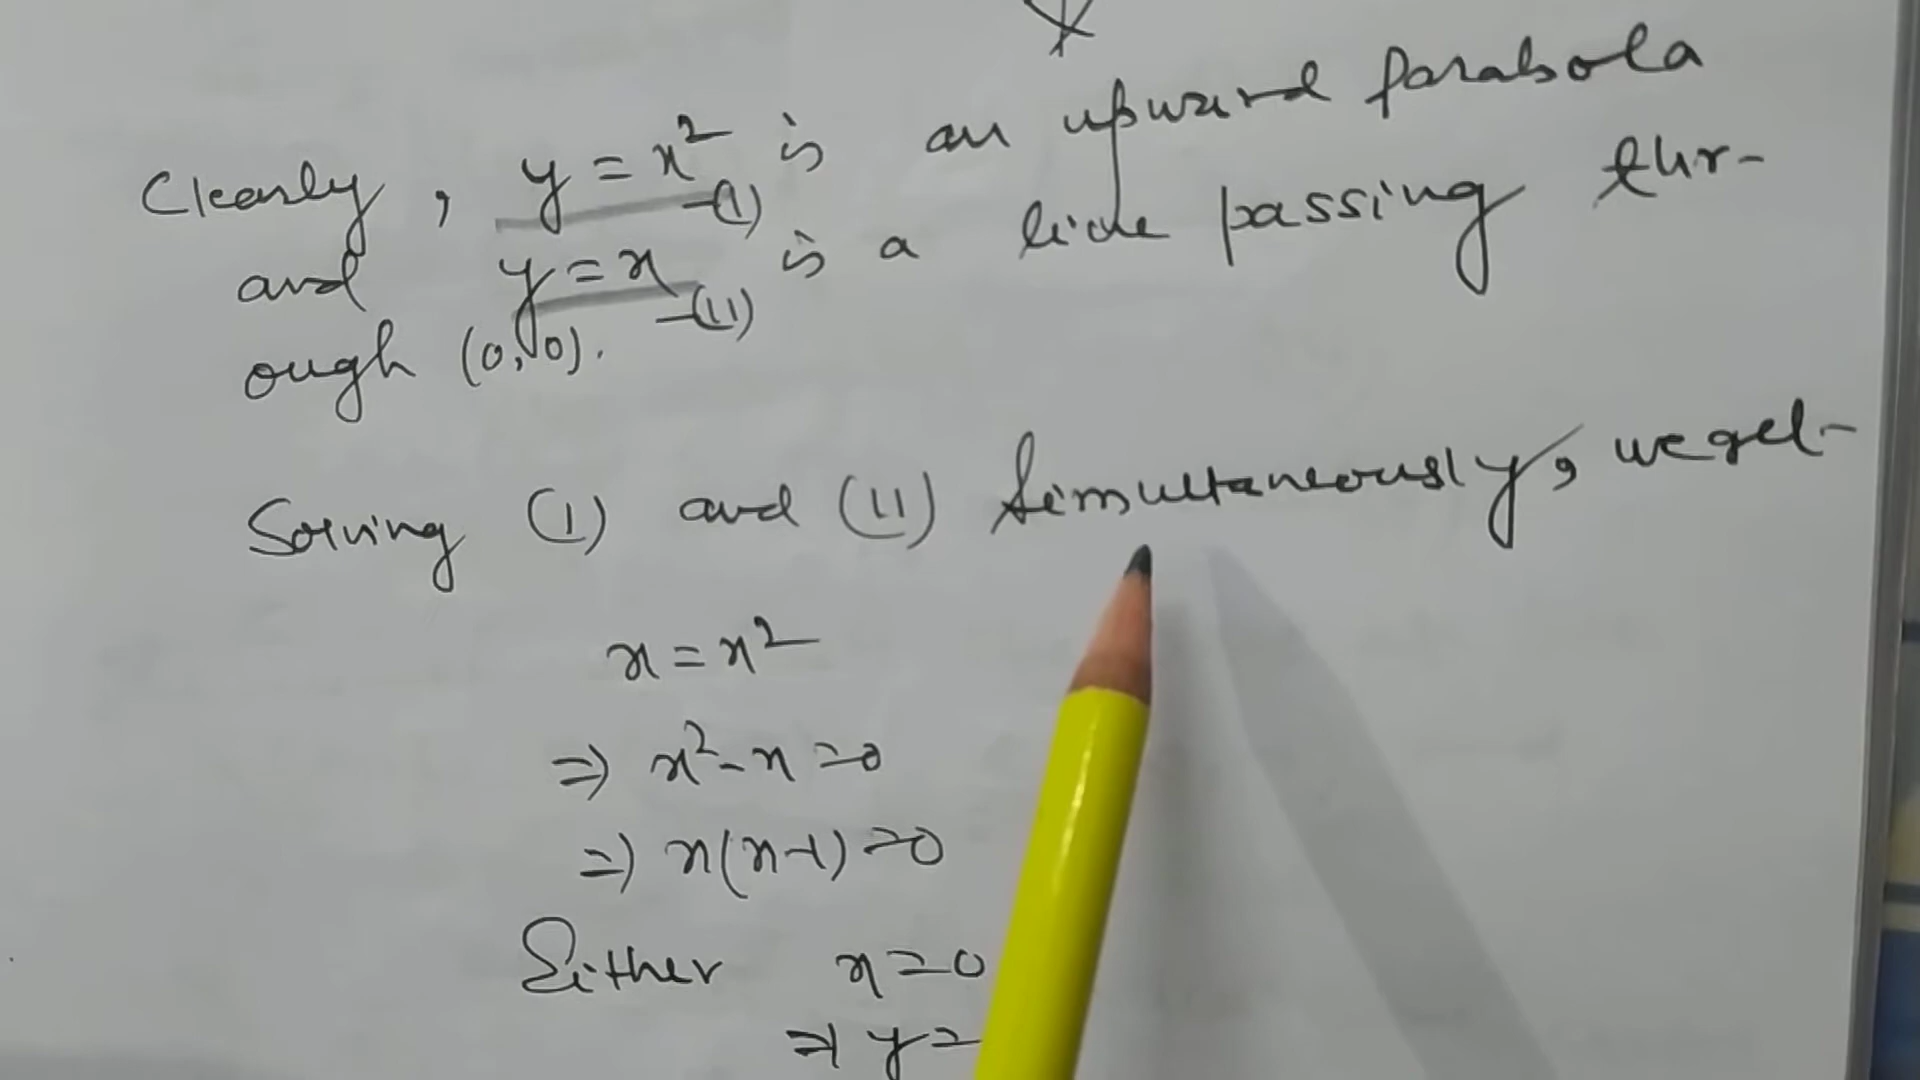 Clearly, y = x² is an upward parabola
-(I)
and y = x is a line passing thr-
-(II)
ough (0,0).
Solving (I) and (II) Simultaneously, we get-
x = x²
⇒ x² - x = 0
⇒ x(x-1) = 0
Either x = 0
⇒ y =